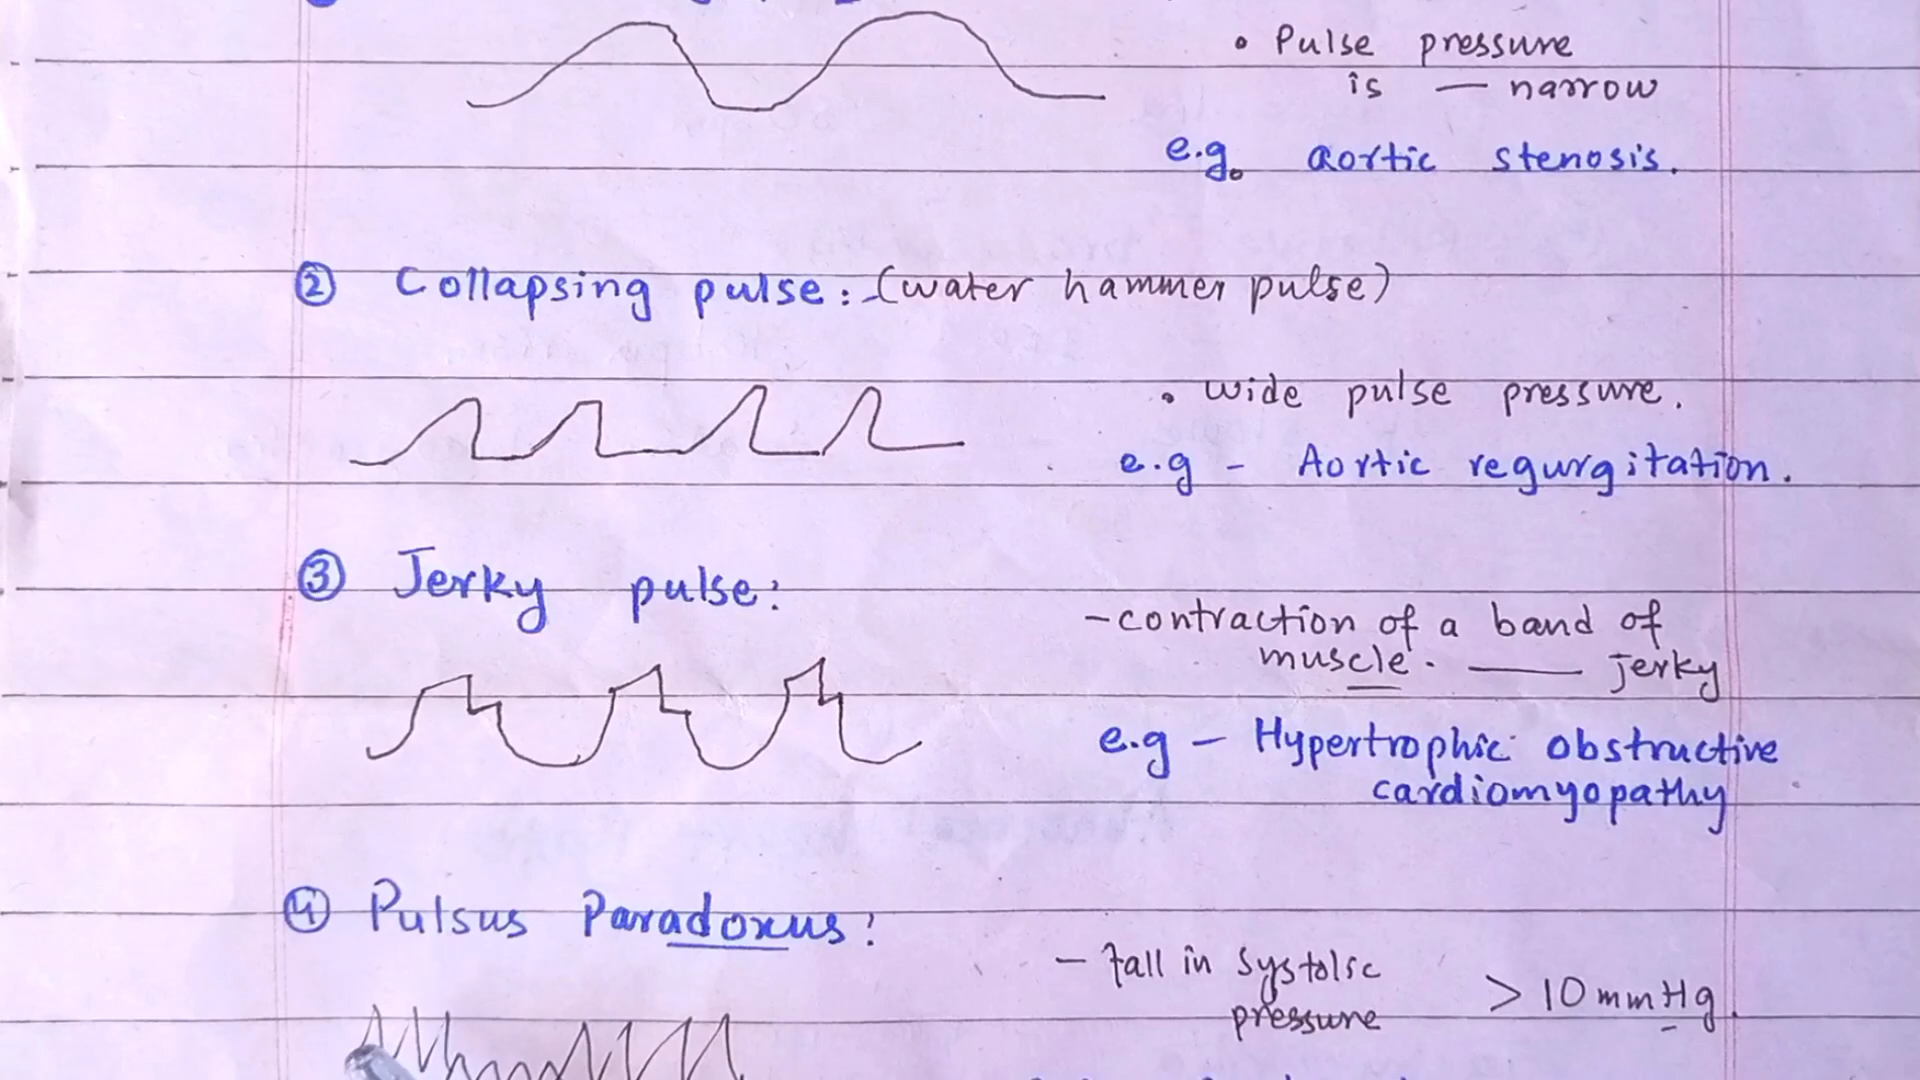 • Pulse pressure
is — narrow
e.g. aortic stenosis.
② Collapsing pulse:-(water hammer pulse)
• wide pulse pressure.
e.g - Aortic regurgitation.
③ Jerky pulse:
- contraction of a band of
muscle. — jerky
e.g - Hypertrophic obstructive
cardiomyopathy
④ Pulsus Paradoxus:
- fall in systolic
pressure > 10 mmHg.